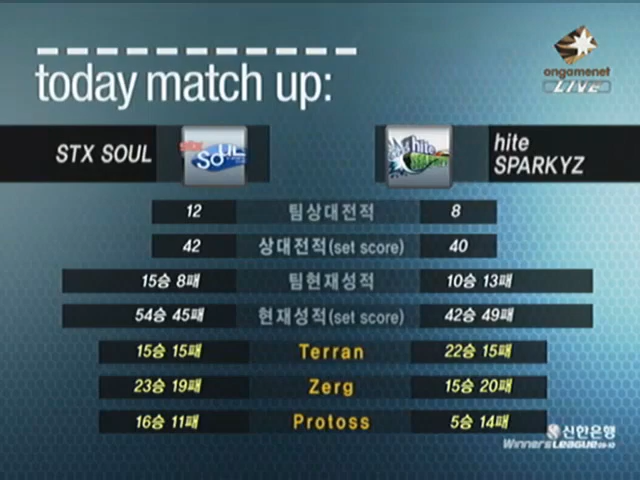 ongamenet
LIVE
today match up:
STX SOUL
stx SouL
hite
hite
SPARKYZ
12 팀상대전적 8
42 상대전적(set score) 40
15승 8패 팀현재성적 10승 13패
54승 45패 현재성적(set score) 42승 49패
15승 15패 Terran 22승 15패
23승 19패 Zerg 15승 20패
16승 11패 Protoss 5승 14패
신한은행
Winners League 09-10